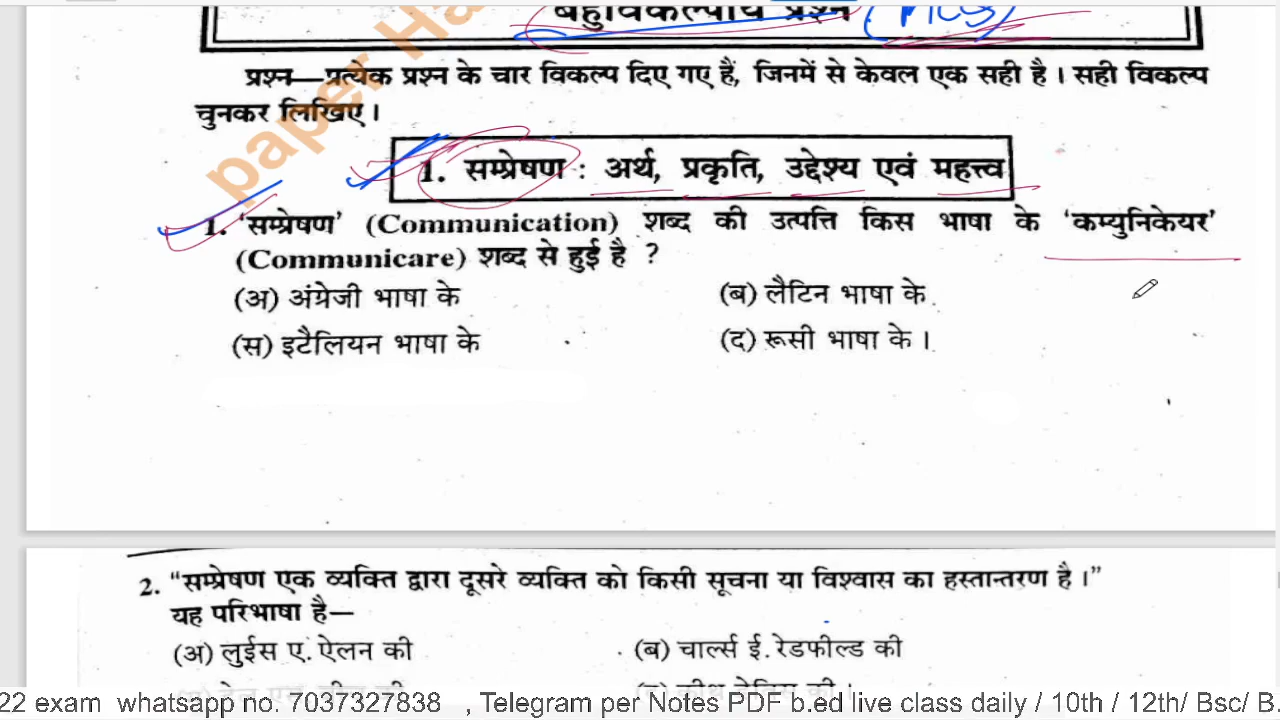 बहुविकल्पीय प्रश्न (MCQ)
प्रश्न—प्रत्येक प्रश्न के चार विकल्प दिए गए हैं, जिनमें से केवल एक सही है। सही विकल्प
चुनकर लिखिए।
1. सम्प्रेषण : अर्थ, प्रकृति, उद्देश्य एवं महत्त्व
1. ‘सम्प्रेषण’ (Communication) शब्द की उत्पत्ति किस भाषा के ‘कम्युनिकेयर’
(Communicare) शब्द से हुई है ?
(अ) अंग्रेजी भाषा के (ब) लैटिन भाषा के
(स) इटैलियन भाषा के (द) रूसी भाषा के।
2. “सम्प्रेषण एक व्यक्ति द्वारा दूसरे व्यक्ति को किसी सूचना या विश्वास का हस्तान्तरण है।”
यह परिभाषा है—
(अ) लुईस ए. ऐलन की (ब) चार्ल्स ई. रेडफील्ड की
22 exam whatsapp no. 7037327838 , Telegram per Notes PDF b.ed live class daily / 10th / 12th/ Bsc/ B.
paper Ha